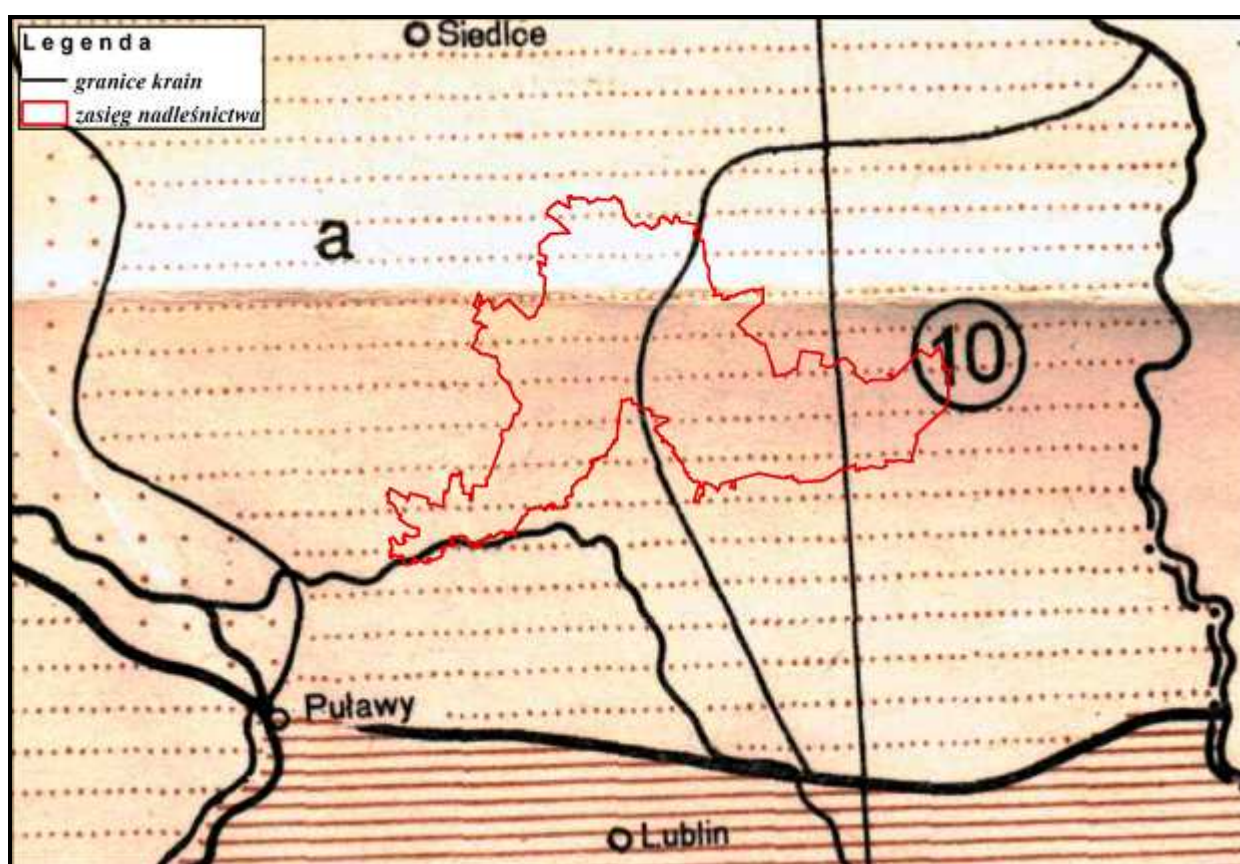 Siedlce
Legenda
granice krain
zasięg nadleśnictwa
a
10
Puławy
Lublin